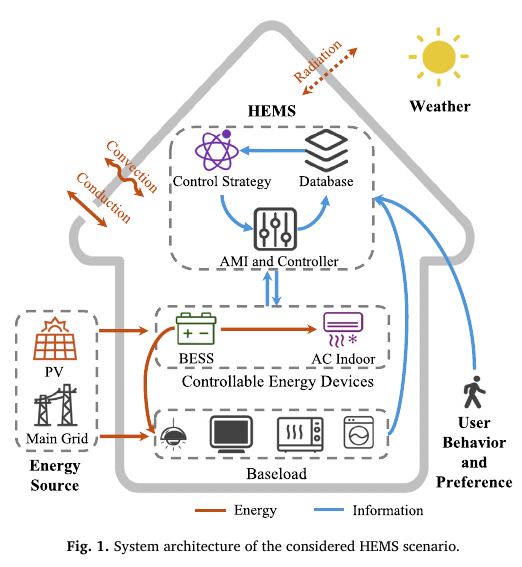 Radiation
Weather
HEMS
Convection
Conduction
Control Strategy
Database
AMI and Controller
PV
BESS
AC Indoor
Controllable Energy Devices
Main Grid
Energy
Source
Baseload
User
Behavior
and
Preference
Energy
Information
Fig. 1. System architecture of the considered HEMS scenario.